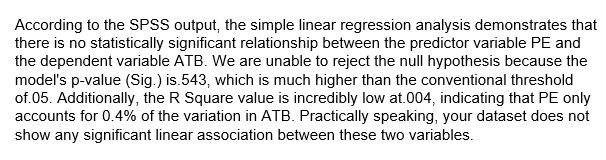 According to the SPSS output, the simple linear regression analysis demonstrates that
there is no statistically significant relationship between the predictor variable PE and
the dependent variable ATB. We are unable to reject the null hypothesis because the
model's p-value (Sig.) is.543, which is much higher than the conventional threshold
of.05. Additionally, the R Square value is incredibly low at.004, indicating that PE only
accounts for 0.4% of the variation in ATB. Practically speaking, your dataset does not
show any significant linear association between these two variables.